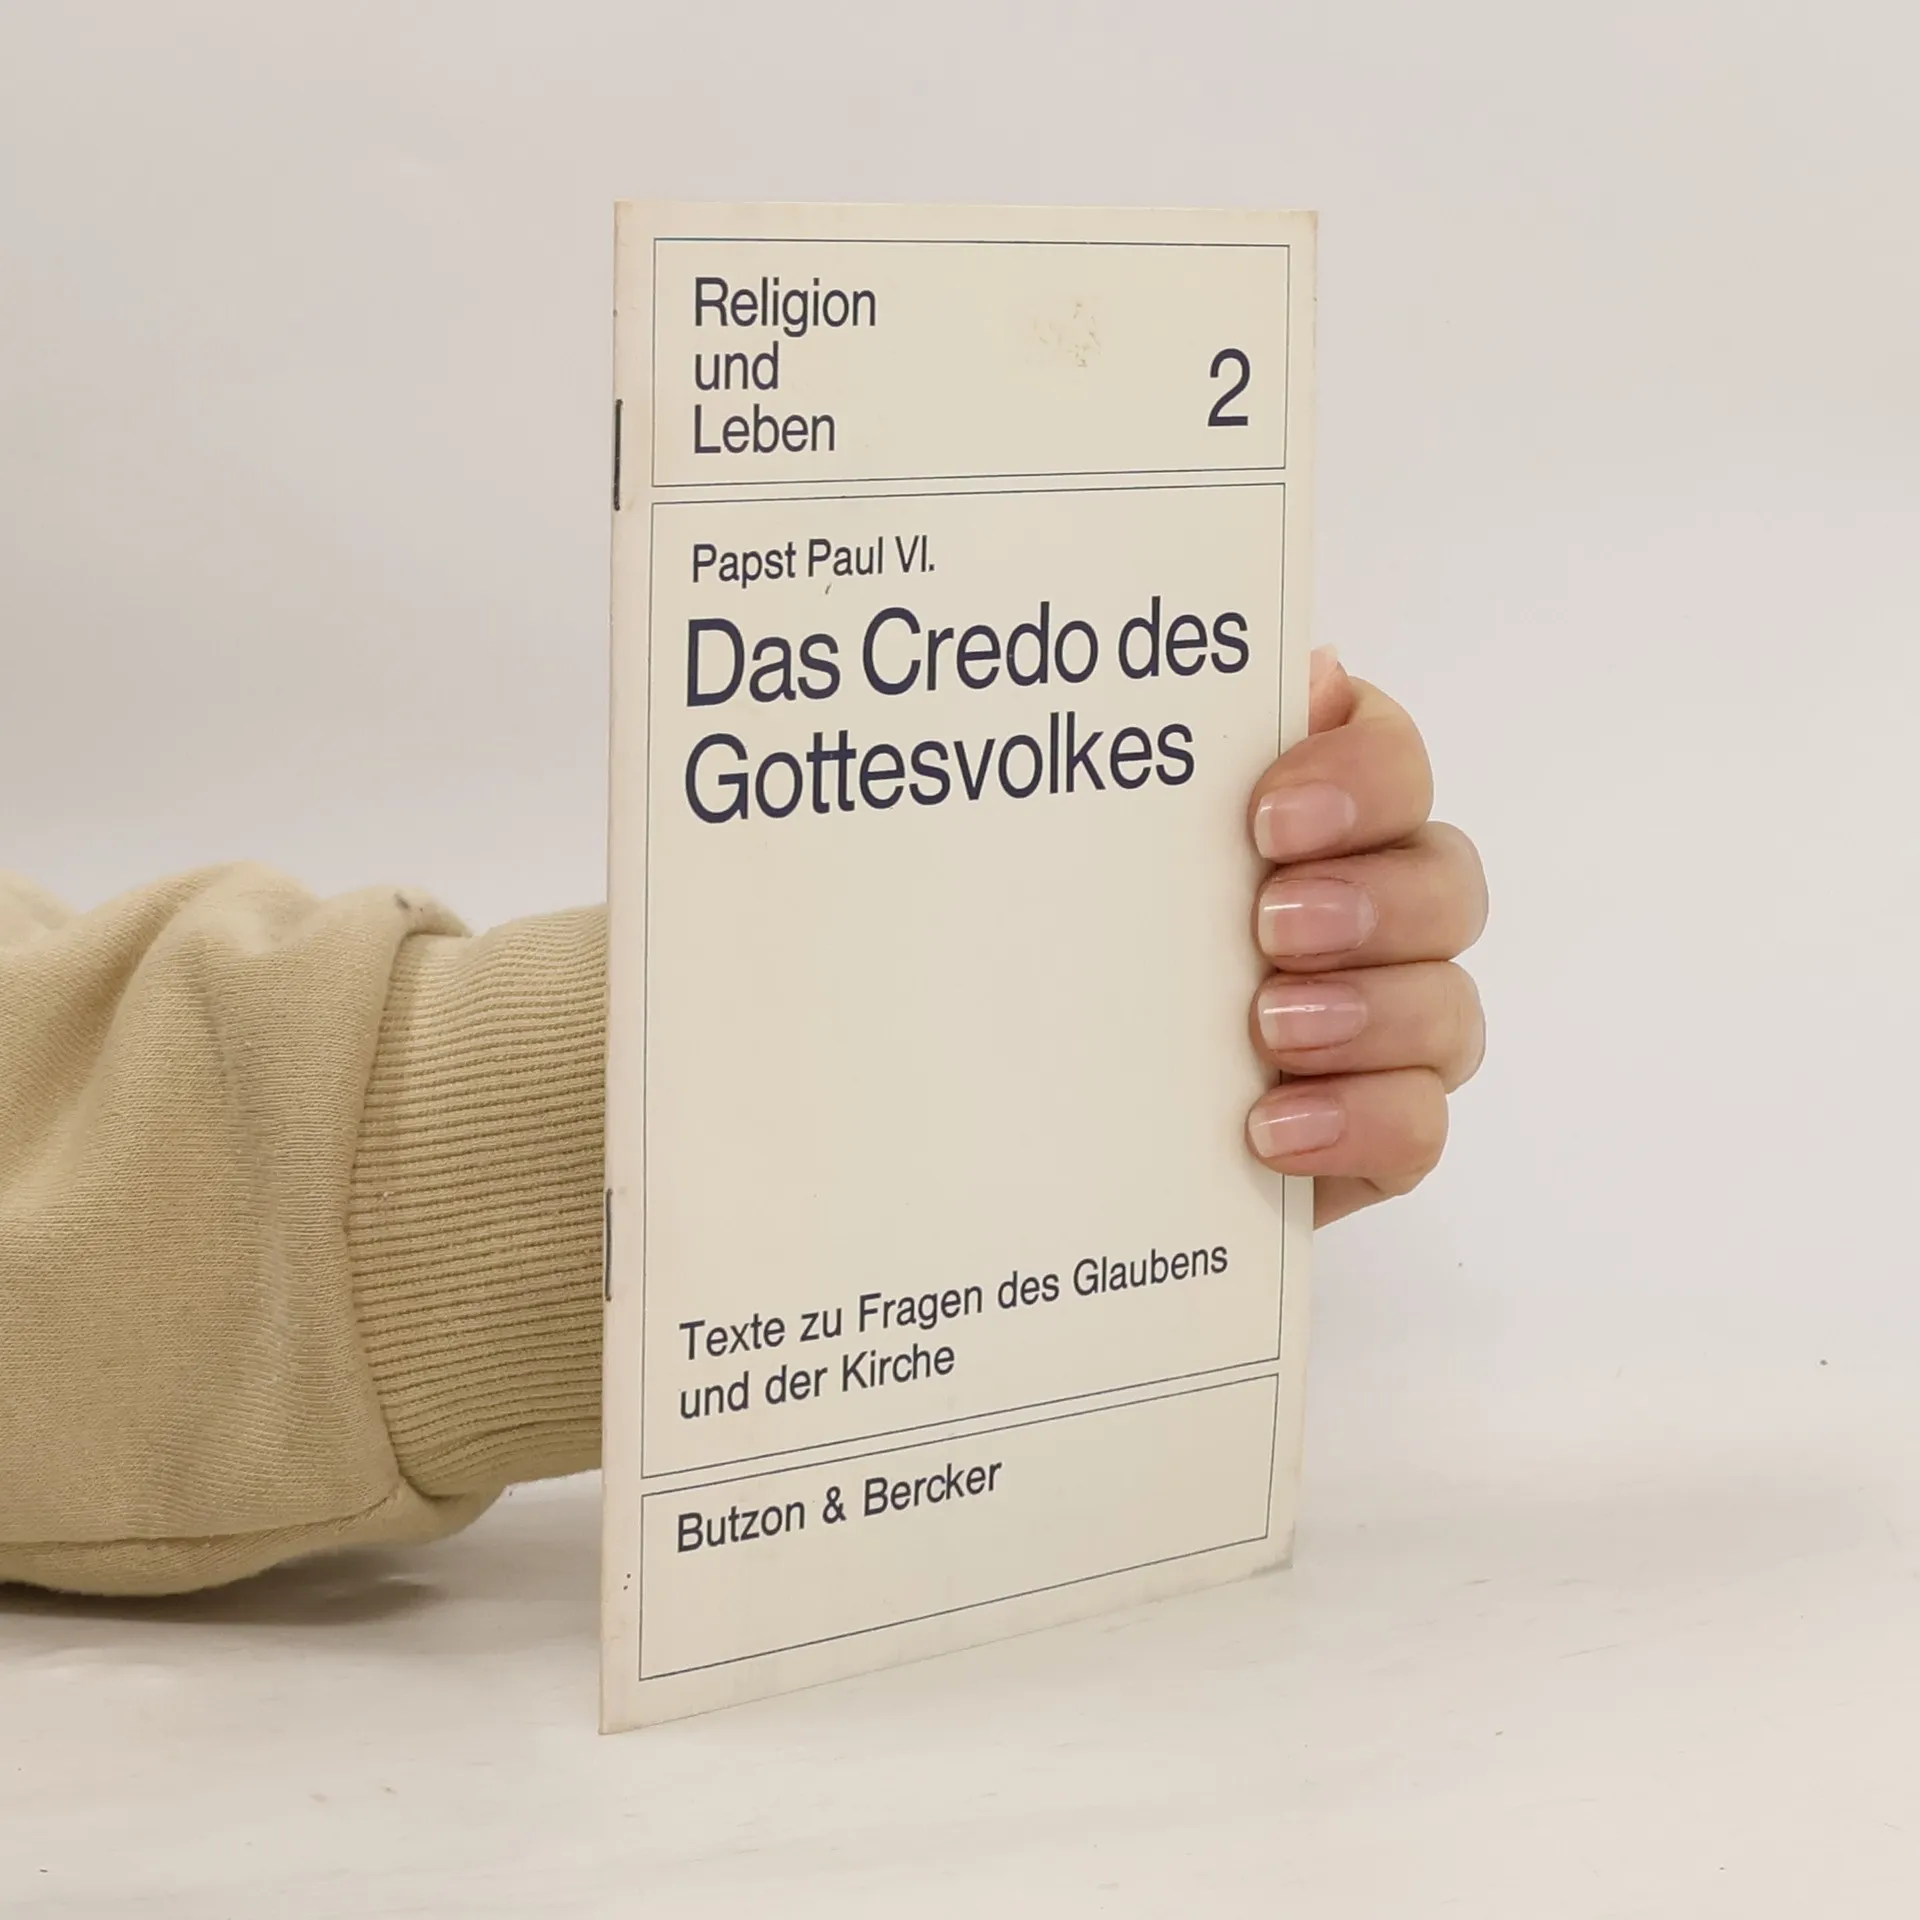 Religion
und
Leben
2
Papst Paul VI.
Das Credo des
Gottesvolkes
Texte zu Fragen des Glaubens
und der Kirche
Butzon & Bercker